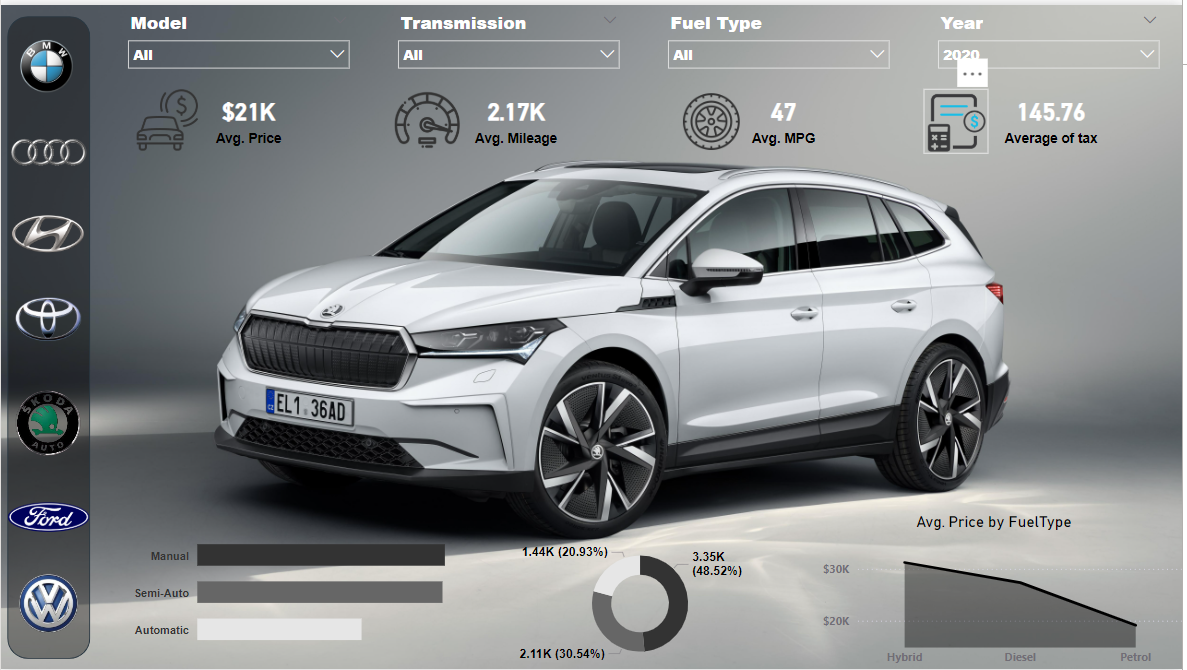 Model
Transmission
Fuel Type
Year
All
All
All
2020
$21K
Avg. Price
2.17K
Avg. Mileage
47
Avg. MPG
145.76
Average of tax
BMW
ŠKODA
AUTO
Ford
EL1 36AD
CZ
Avg. Price by FuelType
Manual
Semi-Auto
Automatic
1.44K (20.93%)
3.35K
(48.52%)
2.11K (30.54%)
$30K
$20K
Hybrid
Diesel
Petrol